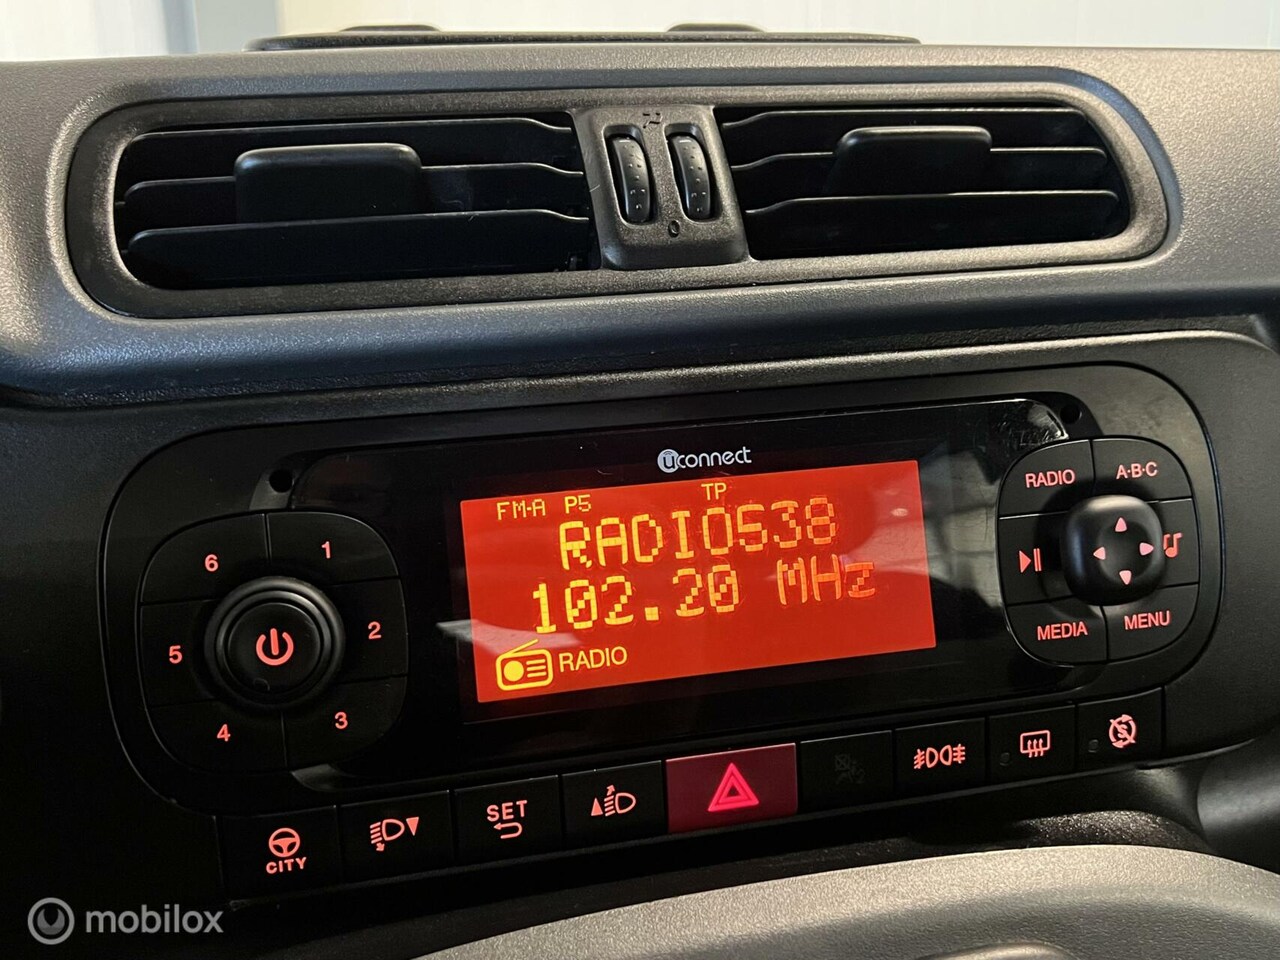 uconnect
FM-A P5 TP
RADIO538
102.20 MHz
RADIO
6 1
5 2
4 3
RADIO A·B·C
MEDIA MENU
SET
CITY
0
mobilox